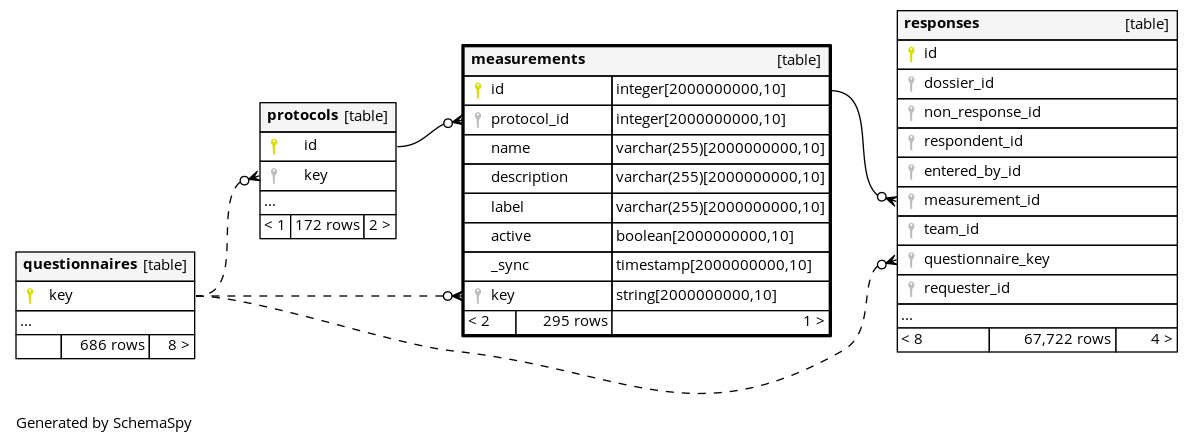 responses [table]
id
dossier_id
non_response_id
respondent_id
entered_by_id
measurement_id
team_id
questionnaire_key
requester_id
...
< 8 67,722 rows 4 >
measurements [table]
id integer[2000000000,10]
protocol_id integer[2000000000,10]
name varchar(255)[2000000000,10]
description varchar(255)[2000000000,10]
label varchar(255)[2000000000,10]
active boolean[2000000000,10]
_sync timestamp[2000000000,10]
key string[2000000000,10]
< 2 295 rows 1 >
protocols [table]
id
key
...
< 1 172 rows 2 >
questionnaires [table]
key
...
686 rows 8 >
Generated by SchemaSpy